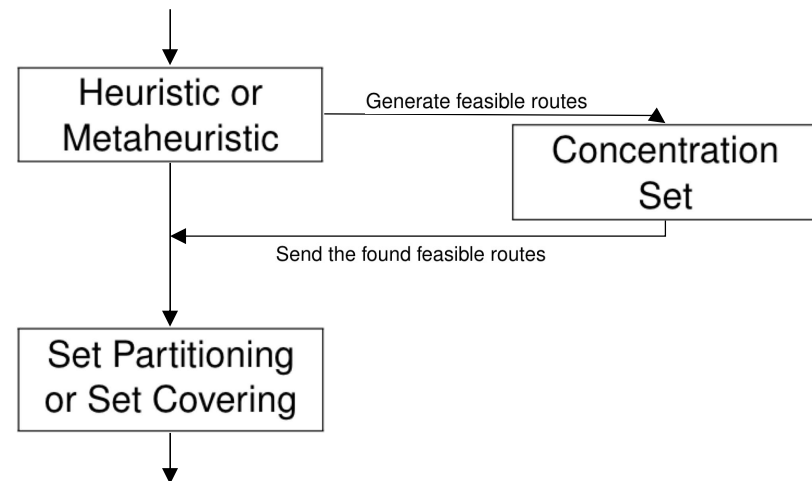 Heuristic or
Metaheuristic
Generate feasible routes
Concentration
Set
Send the found feasible routes
Set Partitioning
or Set Covering